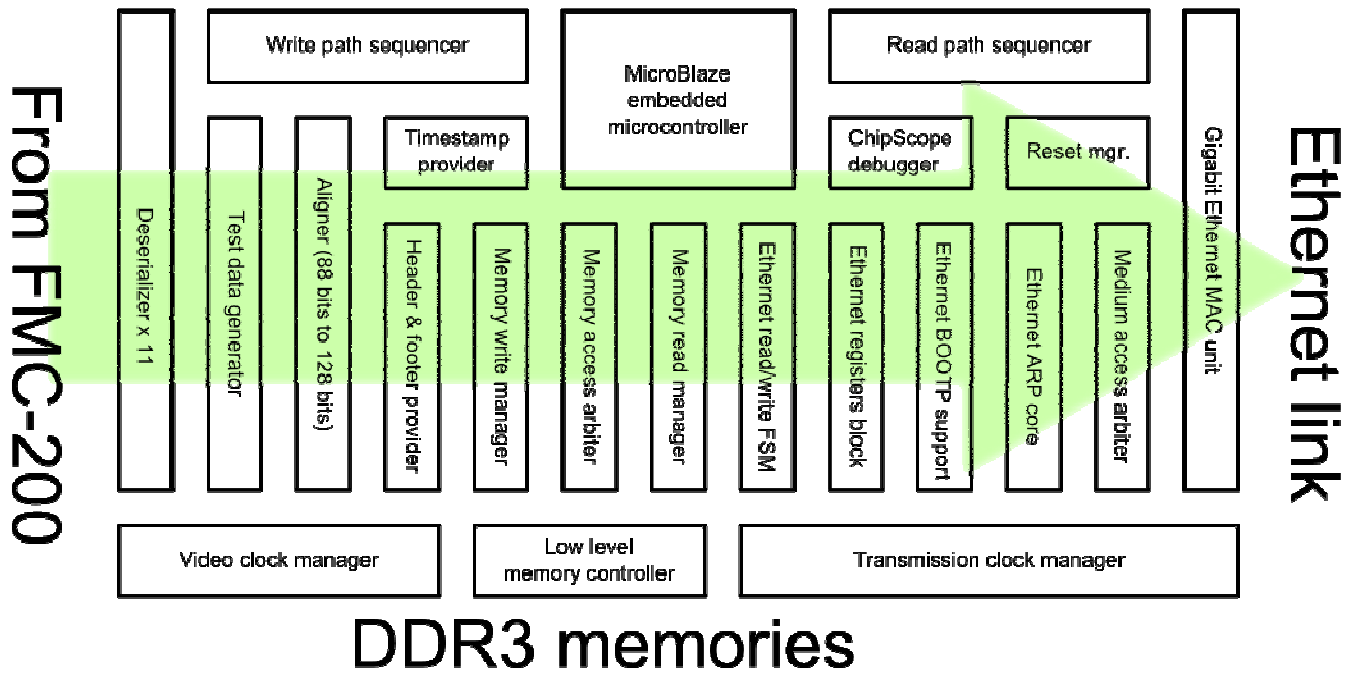 From FMC-200
Deserializer x 11
Write path sequencer
Test data generator
Aligner (88 bits to 128 bits)
Timestamp
provider
Header & footer provider
Memory write manager
MicroBlaze
embedded
microcontroller
Memory access arbiter
Memory read manager
Ethernet read/write FSM
Read path sequencer
ChipScope
debugger
Reset mgr.
Ethernet registers block
Ethernet BOOTP support
Ethernet ARP core
Medium access arbiter
Gigabit Ethernet MAC unit
Ethernet link
Video clock manager
Low level
memory controller
Transmission clock manager
DDR3 memories